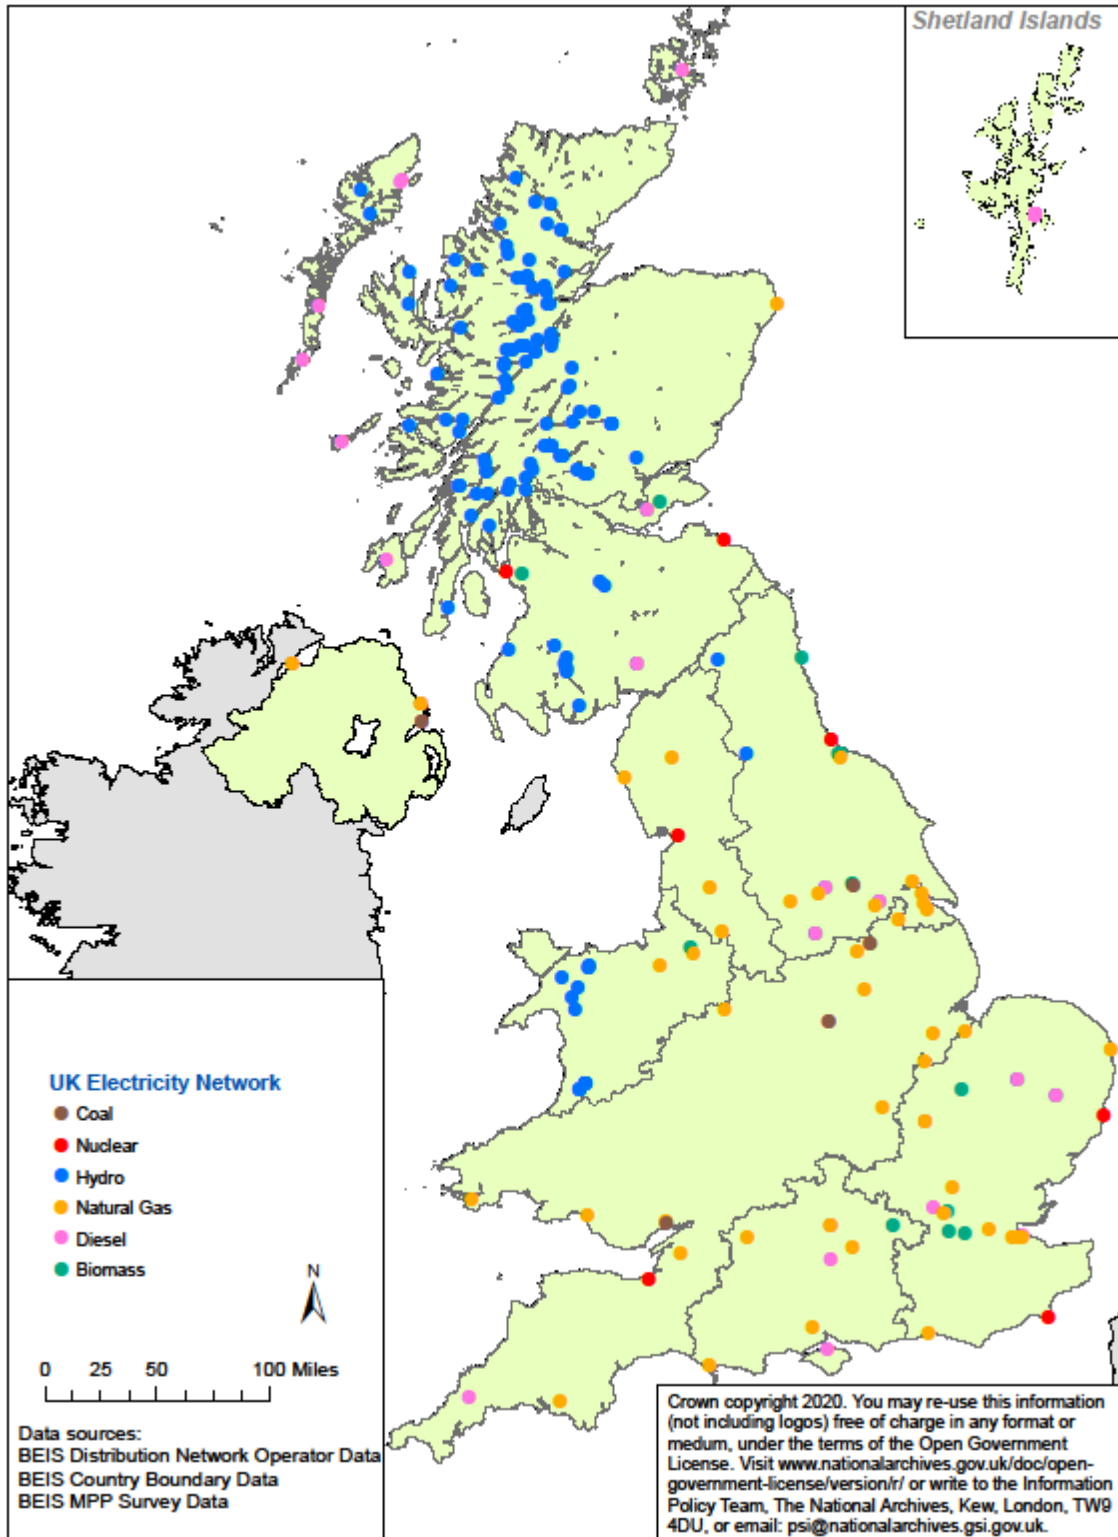 Shetland Islands
UK Electricity Network
Coal
Nuclear
Hydro
Natural Gas
Diesel
Biomass
N
0 25 50 100 Miles
Data sources:
BEIS Distribution Network Operator Data
BEIS Country Boundary Data
BEIS MPP Survey Data
Crown copyright 2020. You may re-use this information
(not including logos) free of charge in any format or
medum, under the terms of the Open Government
License. Visit www.nationalarchives.gov.uk/doc/open-
government-license/version/r/ or write to the Information
Policy Team, The National Archives, Kew, London, TW9
4DU, or email: psi@nationalarchives.gsi.gov.uk.